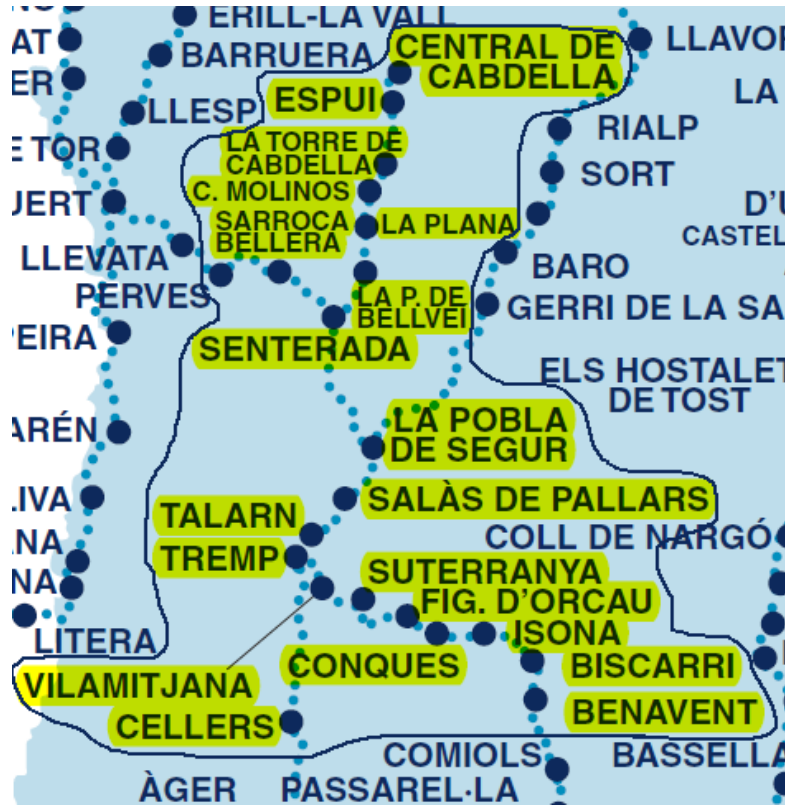 ERILL-LA VALL
AT
BARRUERA
CENTRAL DE
CABDELLA
LLAVOR
ER
ESPUI
LA
LLESP
RIALP
E TOR
LA TORRE DE
CABDELLA
SORT
C. MOLINOS
UERT
D'U
SARROCA
BELLERA
LA PLANA
CASTEL
LLEVATA
BARO
PERVES
LA P. DE
BELLVEI
GERRI DE LA SA
PEIRA
SENTERADA
ELS HOSTALET
DE TOST
LA POBLA
DE SEGUR
ARÉN
LIVA
SALÀS DE PALLARS
TALARN
ANA
COLL DE NARGÓ
TREMP
NA
SUTERRANYA
FIG. D'ORCAU
ISONA
LITERA
CONQUES
BISCARRI
VILAMITJANA
CELLERS
BENAVENT
COMIOLS
BASSELLA
ÀGER
PASSAREL·LA